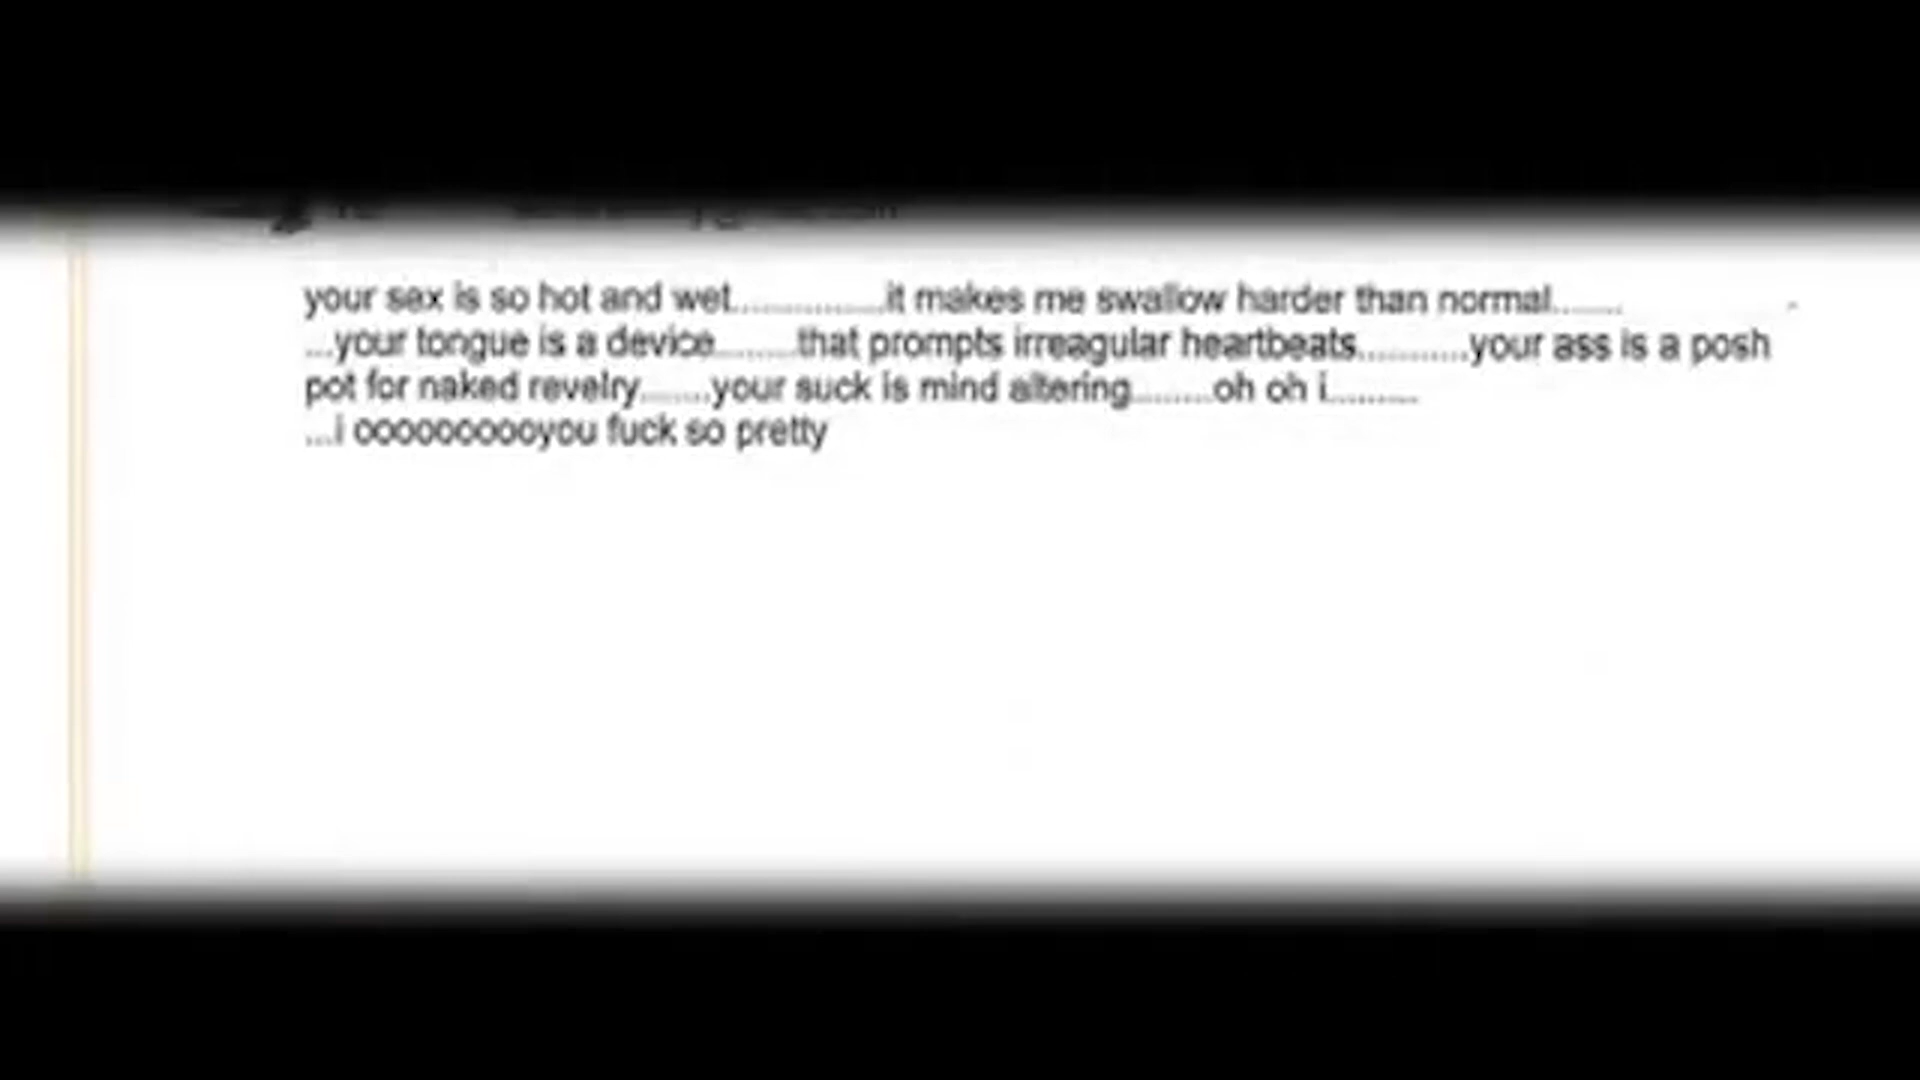 your sex is so hot and wet................it makes me swallow harder than normal.......
...your tongue is a device........that prompts irreagular heartbeats...........your ass is a posh
pot for naked revelry.......your suck is mind altering........oh oh i.........
...i oooooooooyou fuck so pretty